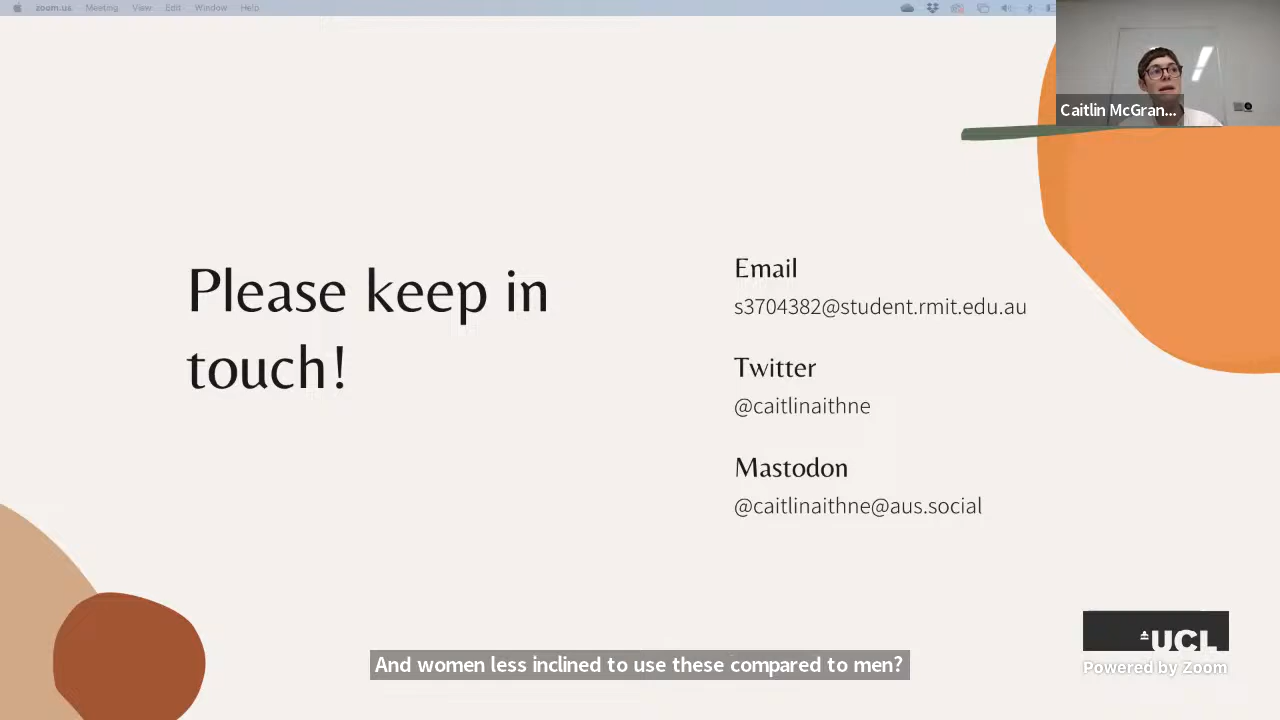 zoom.us Meeting View Edit Window Help
Caitlin McGran...
Please keep in
touch!
Email
s3704382@student.rmit.edu.au
Twitter
@caitlinaithne
Mastodon
@caitlinaithne@aus.social
UCL
Powered by Zoom
And women less inclined to use these compared to men?